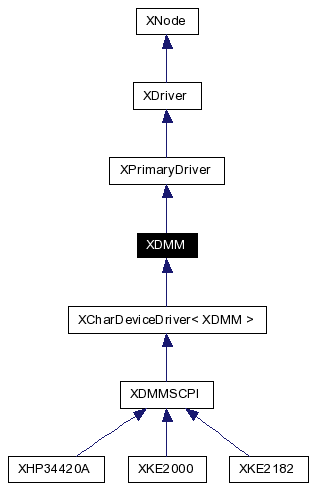 XNode
XDriver
XPrimaryDriver
XDMM
XCharDeviceDriver< XDMM >
XDMMSCPI
XHP34420A
XKE2000
XKE2182